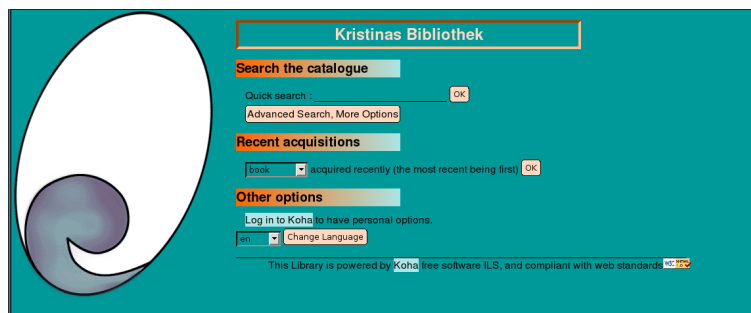 Kristinas Bibliothek
Search the catalogue
Quick search : OK
Advanced Search, More Options
Recent acquisitions
book acquired recently (the most recent being first) OK
Other options
Log in to Koha to have personal options.
en Change Language
This Library is powered by Koha free software ILS, and compliant with web standards W3C